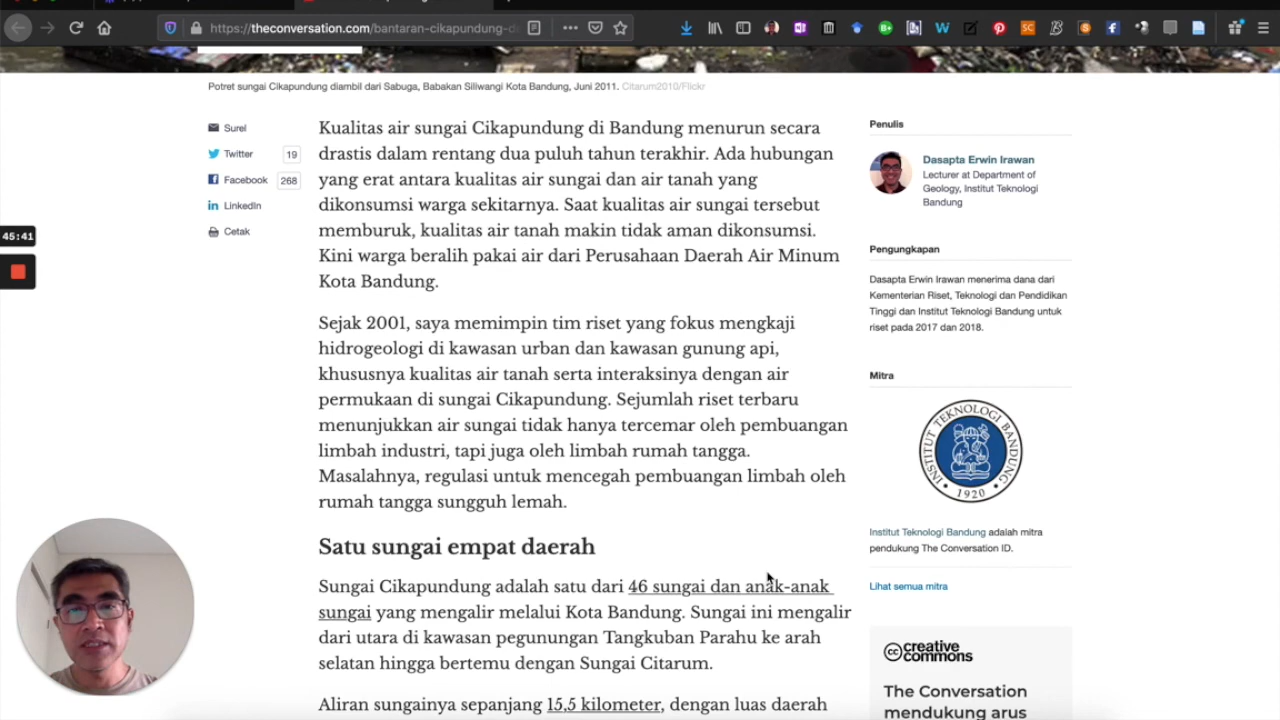 https://theconversation.com/bantaran-cikapundung-d
Potret sungai Cikapundung diambil dari Sabuga, Babakan Siliwangi Kota Bandung, Juni 2011. Citarum2010/Flickr
Surel
Twitter 19
Facebook 268
LinkedIn
Cetak
45:41
Kualitas air sungai Cikapundung di Bandung menurun secara
drastis dalam rentang dua puluh tahun terakhir. Ada hubungan
yang erat antara kualitas air sungai dan air tanah yang
dikonsumsi warga sekitarnya. Saat kualitas air sungai tersebut
memburuk, kualitas air tanah makin tidak aman dikonsumsi.
Kini warga beralih pakai air dari Perusahaan Daerah Air Minum
Kota Bandung.
Sejak 2001, saya memimpin tim riset yang fokus mengkaji
hidrogeologi di kawasan urban dan kawasan gunung api,
khususnya kualitas air tanah serta interaksinya dengan air
permukaan di sungai Cikapundung. Sejumlah riset terbaru
menunjukkan air sungai tidak hanya tercemar oleh pembuangan
limbah industri, tapi juga oleh limbah rumah tangga.
Masalahnya, regulasi untuk mencegah pembuangan limbah oleh
rumah tangga sungguh lemah.
Satu sungai empat daerah
Sungai Cikapundung adalah satu dari 46 sungai dan anak-anak
sungai yang mengalir melalui Kota Bandung. Sungai ini mengalir
dari utara di kawasan pegunungan Tangkuban Parahu ke arah
selatan hingga bertemu dengan Sungai Citarum.
Aliran sungainya sepanjang 15,5 kilometer, dengan luas daerah
Penulis
Dasapta Erwin Irawan
Lecturer at Department of
Geology, Institut Teknologi
Bandung
Pengungkapan
Dasapta Erwin Irawan menerima dana dari
Kementerian Riset, Teknologi dan Pendidikan
Tinggi dan Institut Teknologi Bandung untuk
riset pada 2017 dan 2018.
Mitra
INSTITUT TEKNOLOGI BANDUNG
1920
Institut Teknologi Bandung adalah mitra
pendukung The Conversation ID.
Lihat semua mitra
cc creative
commons
The Conversation
mendukung arus